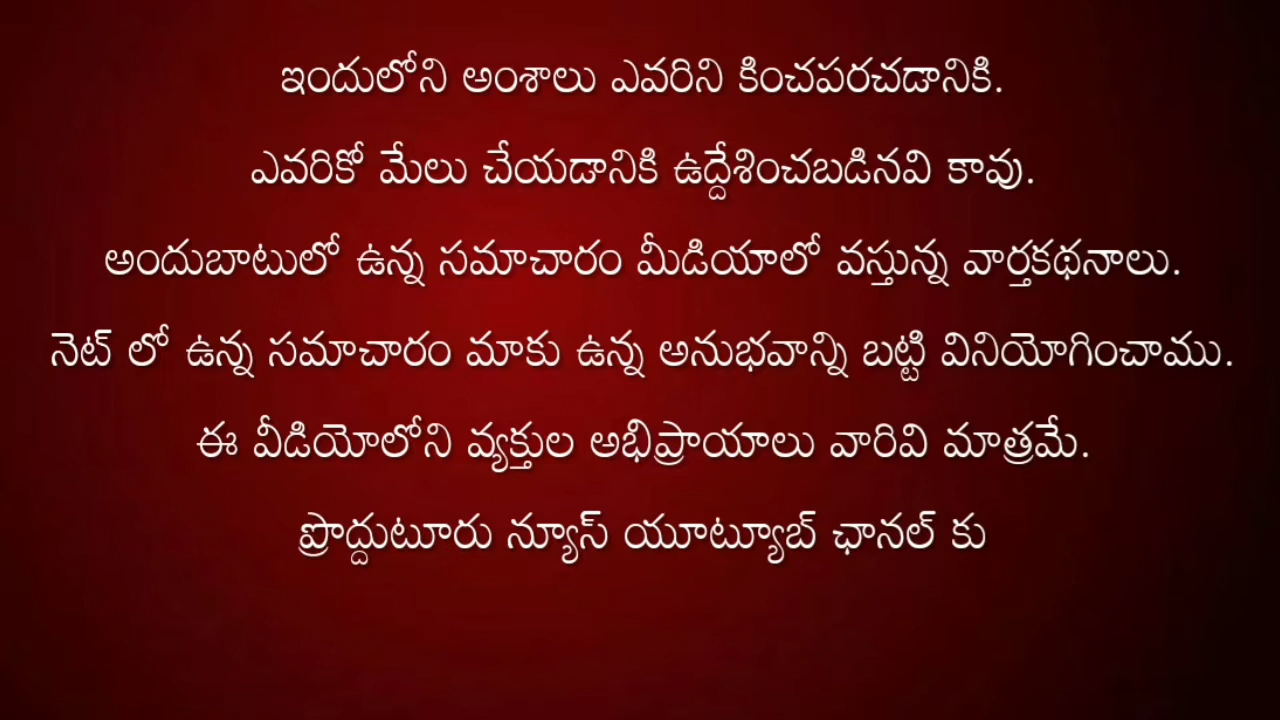 ఇందులోని అంశాలు ఎవరిని కించపరచడానికి.
ఎవరికో మేలు చేయడానికి ఉద్దేశించబడినవి కావు.
అందుబాటులో ఉన్న సమాచారం మీడియాలో వస్తున్న వార్తకథనాలు.
నెట్ లో ఉన్న సమాచారం మాకు ఉన్న అనుభవాన్ని బట్టి వినియోగించాము.
ఈ వీడియోలోని వ్యక్తుల అభిప్రాయాలు వారివి మాత్రమే.
ప్రొద్దుటూరు న్యూస్ యూట్యూబ్ ఛానల్ కు